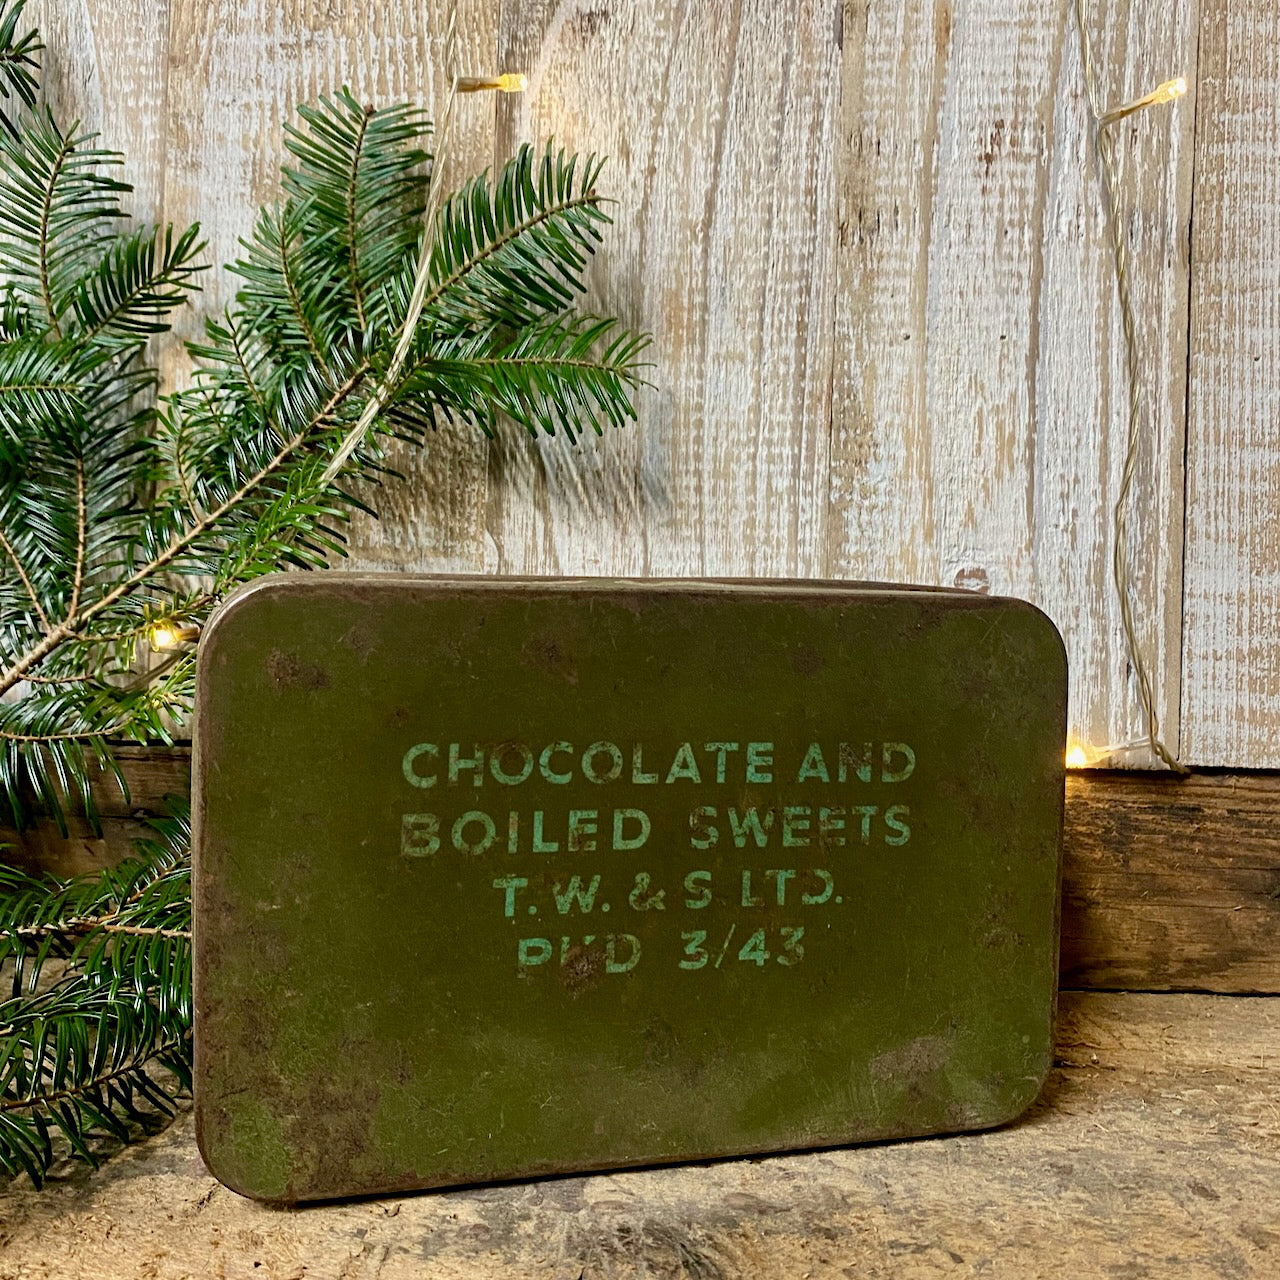 CHOCOLATE AND
BOILED SWEETS
T. W. & S. LTD.
PKD 3/43